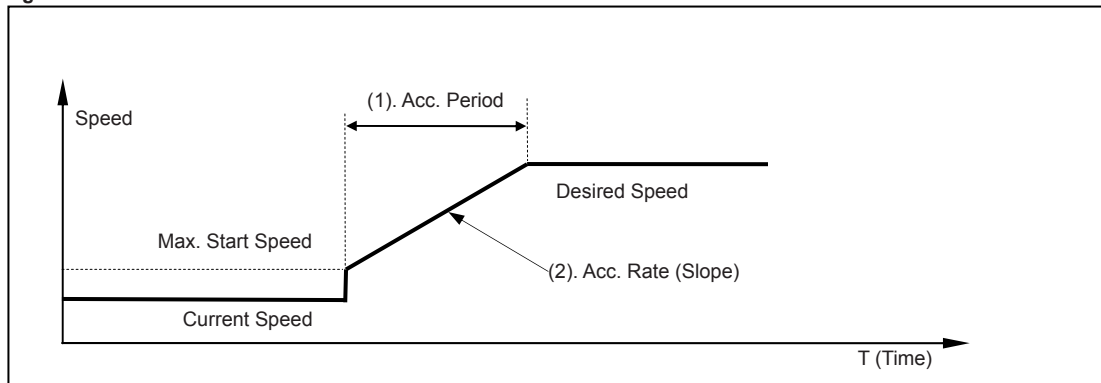 (1). Acc. Period
Speed
Desired Speed
Max. Start Speed
(2). Acc. Rate (Slope)
Current Speed
T (Time)